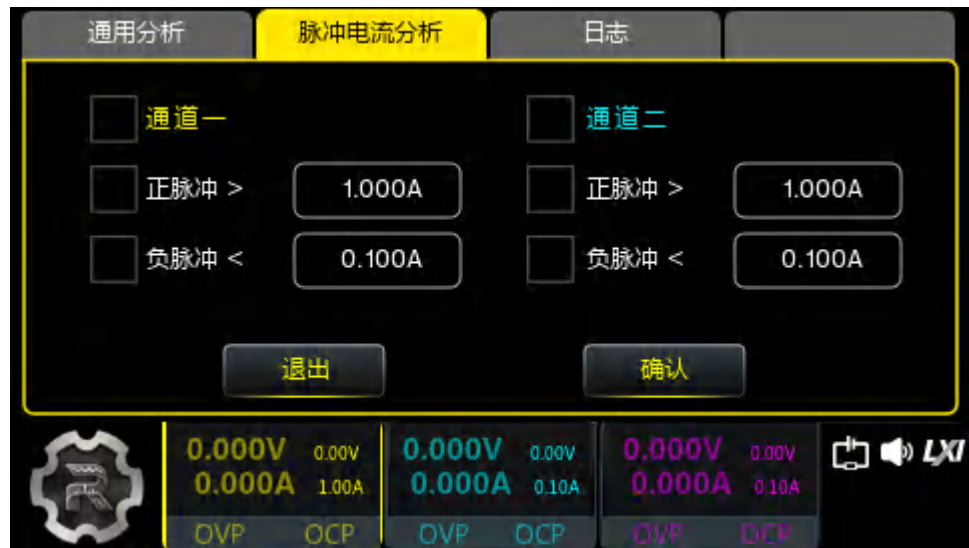 通用分析 脉冲电流分析 日志
通道一 通道二
正脉冲 > 1.000A 正脉冲 > 1.000A
负脉冲 < 0.100A 负脉冲 < 0.100A
退出 确认
0.000V 0.00V 0.000V 0.00V 0.000V 0.00V LXI
0.000A 1.00A 0.000A 0.10A 0.000A 0.10A
OVP OCP OVP OCP OVP OCP